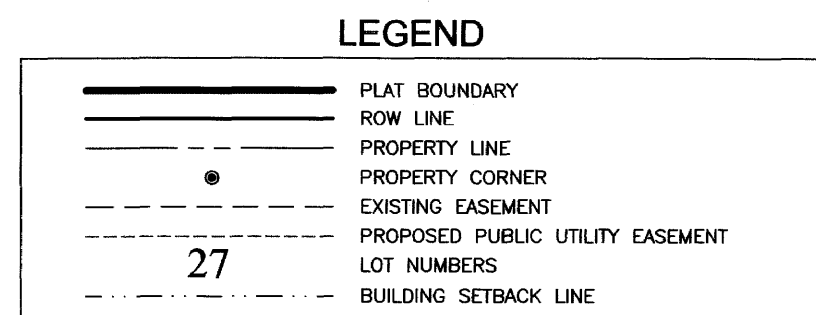 LEGEND
PLAT BOUNDARY
ROW LINE
PROPERTY LINE
PROPERTY CORNER
EXISTING EASEMENT
PROPOSED PUBLIC UTILITY EASEMENT
27 LOT NUMBERS
BUILDING SETBACK LINE